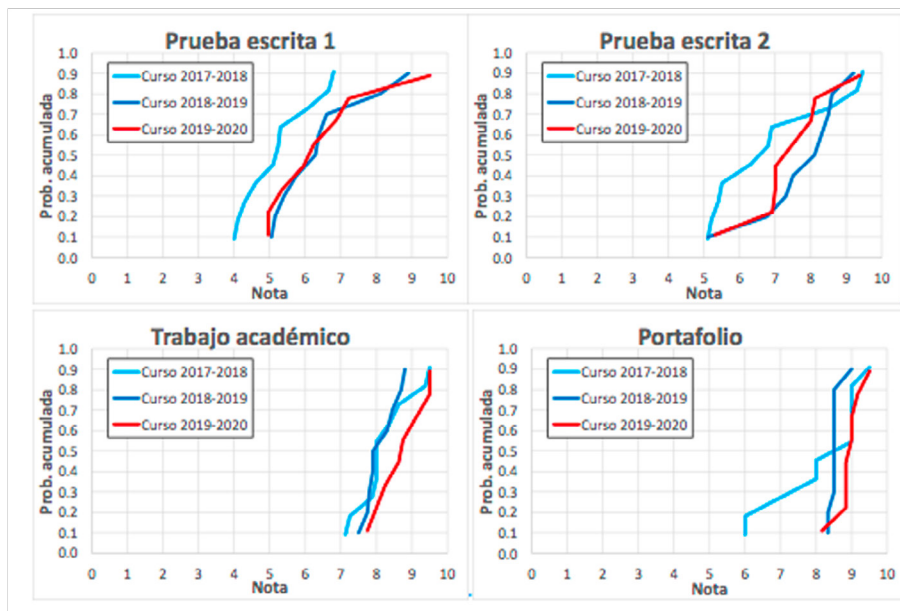 Prueba escrita 1
Prob. acumulada
1.0
0.9
0.8
0.7
0.6
0.5
0.4
0.3
0.2
0.1
0.0
Curso 2017-2018
Curso 2018-2019
Curso 2019-2020
0 1 2 3 4 5 6 7 8 9 10
Nota
Prueba escrita 2
Prob. acumulada
1.0
0.9
0.8
0.7
0.6
0.5
0.4
0.3
0.2
0.1
0.0
Curso 2017-2018
Curso 2018-2019
Curso 2019-2020
0 1 2 3 4 5 6 7 8 9 10
Nota
Trabajo académico
Prob. acumulada
1.0
0.9
0.8
0.7
0.6
0.5
0.4
0.3
0.2
0.1
0.0
Curso 2017-2018
Curso 2018-2019
Curso 2019-2020
0 1 2 3 4 5 6 7 8 9 10
Nota
Portafolio
Prob. acumulada
1.0
0.9
0.8
0.7
0.6
0.5
0.4
0.3
0.2
0.1
0.0
Curso 2017-2018
Curso 2018-2019
Curso 2019-2020
0 1 2 3 4 5 6 7 8 9 10
Nota